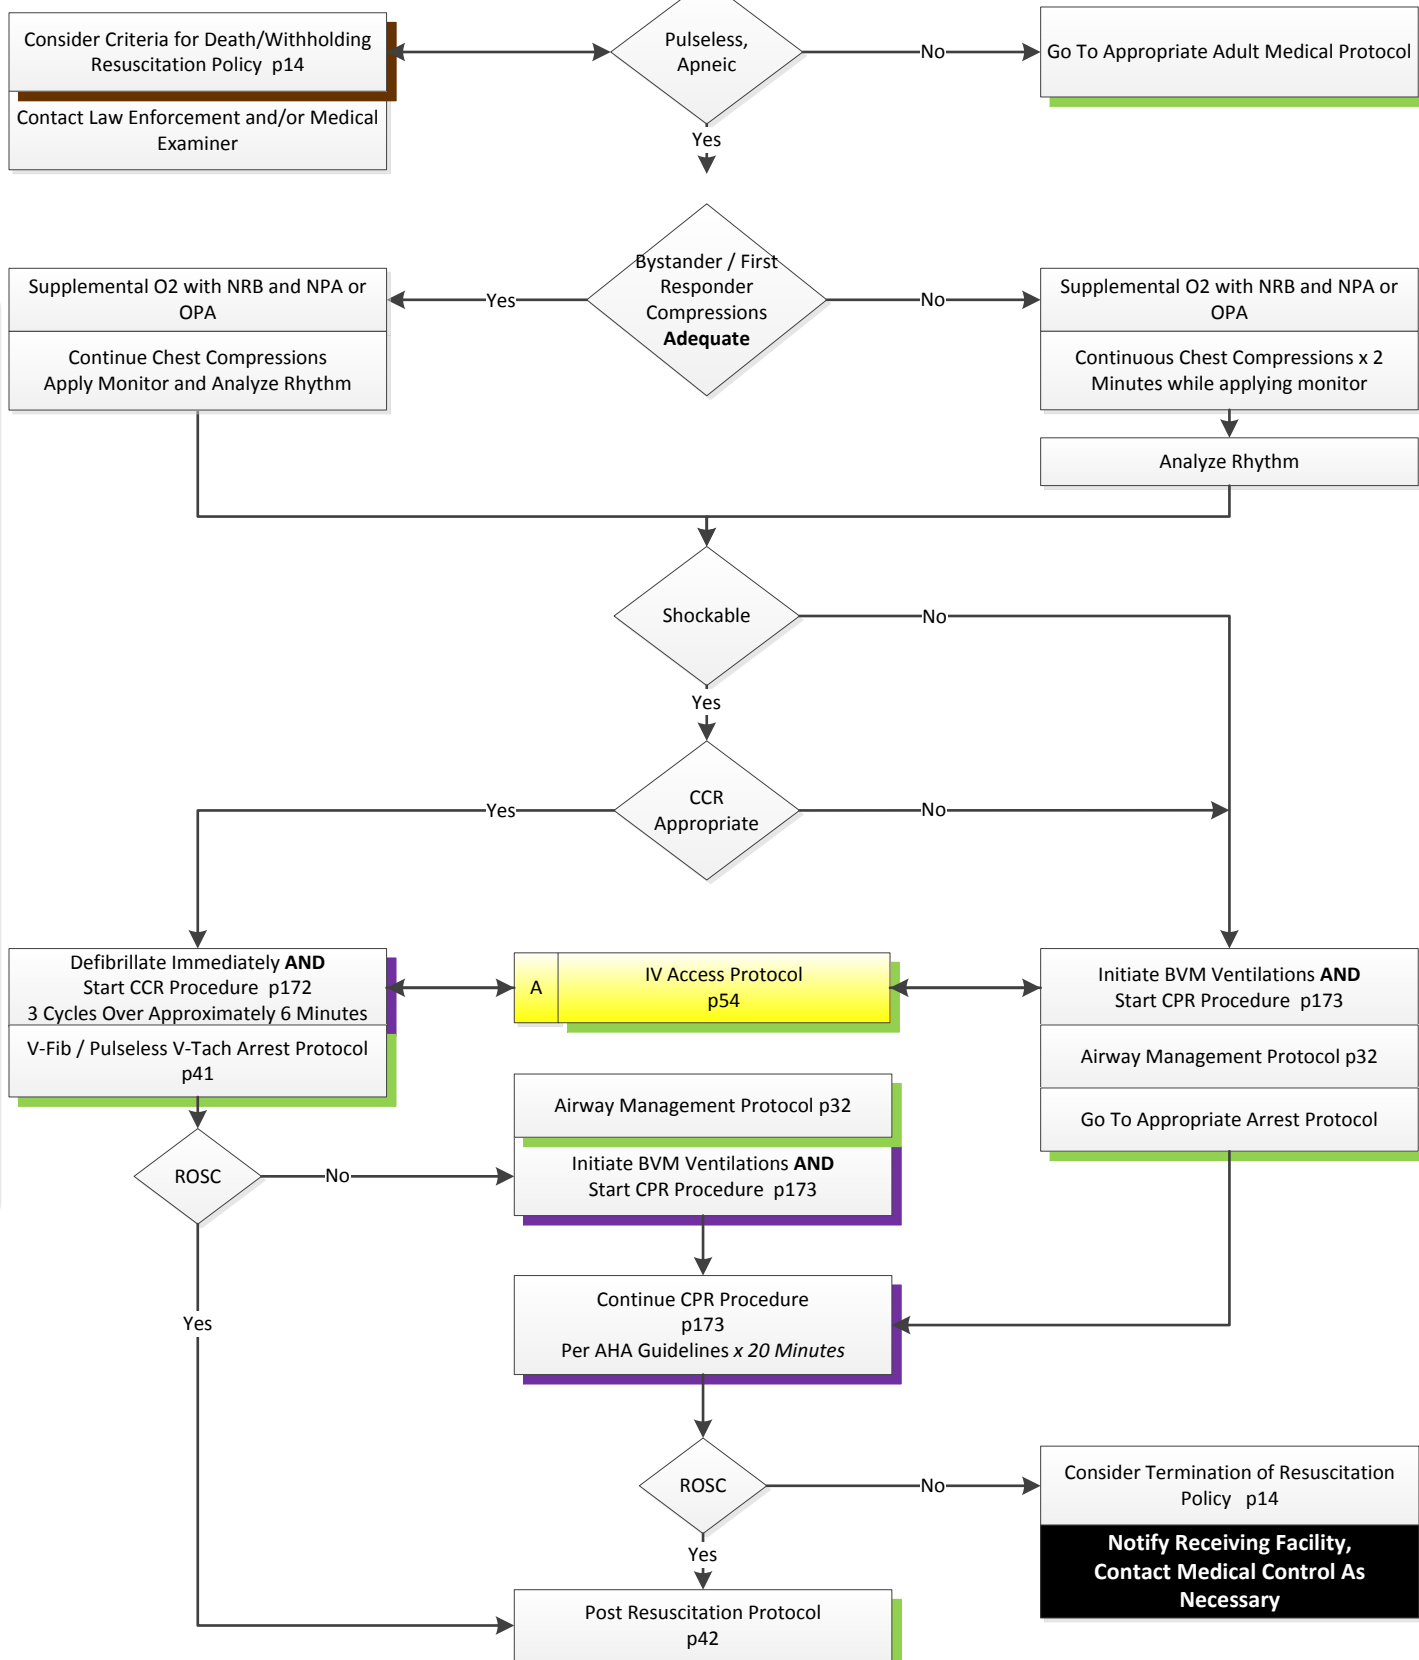 Consider Criteria for Death/Withholding
Resuscitation Policy p14
Contact Law Enforcement and/or Medical
Examiner
Pulseless,
Apneic
No
Go To Appropriate Adult Medical Protocol
Yes
Bystander / First
Responder
Compressions
Adequate
Yes
No
Supplemental O2 with NRB and NPA or
OPA
Continue Chest Compressions
Apply Monitor and Analyze Rhythm
Supplemental O2 with NRB and NPA or
OPA
Continuous Chest Compressions x 2
Minutes while applying monitor
Analyze Rhythm
Shockable
No
Yes
CCR
Appropriate
Yes
No
Defibrillate Immediately AND
Start CCR Procedure p172
3 Cycles Over Approximately 6 Minutes
V-Fib / Pulseless V-Tach Arrest Protocol
p41
A
IV Access Protocol
p54
Initiate BVM Ventilations AND
Start CPR Procedure p173
Airway Management Protocol p32
Go To Appropriate Arrest Protocol
ROSC
No
Airway Management Protocol p32
Initiate BVM Ventilations AND
Start CPR Procedure p173
Yes
Continue CPR Procedure
p173
Per AHA Guidelines x 20 Minutes
ROSC
No
Consider Termination of Resuscitation
Policy p14
Notify Receiving Facility,
Contact Medical Control As
Necessary
Yes
Post Resuscitation Protocol
p42